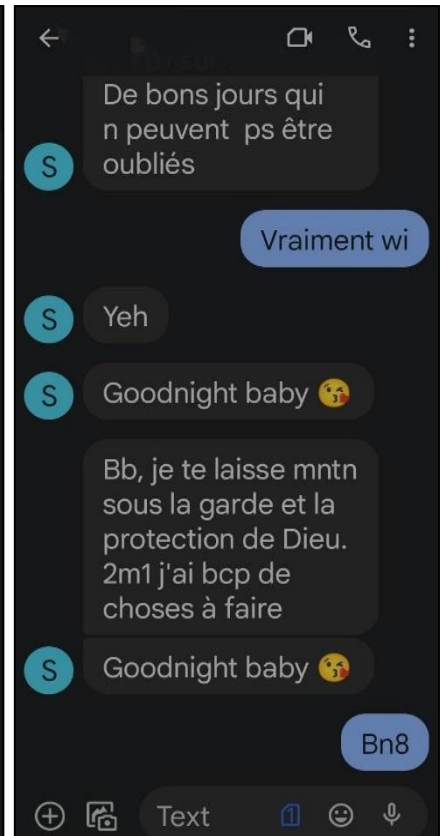 De bons jours qui
n peuvent ps être
oubliés
S
Vraiment wi
S
Yeh
S
Goodnight baby 😘
Bb, je te laisse mntn
sous la garde et la
protection de Dieu.
2m1 j'ai bcp de
choses à faire
S
Goodnight baby 😘
Bn8
Text
1